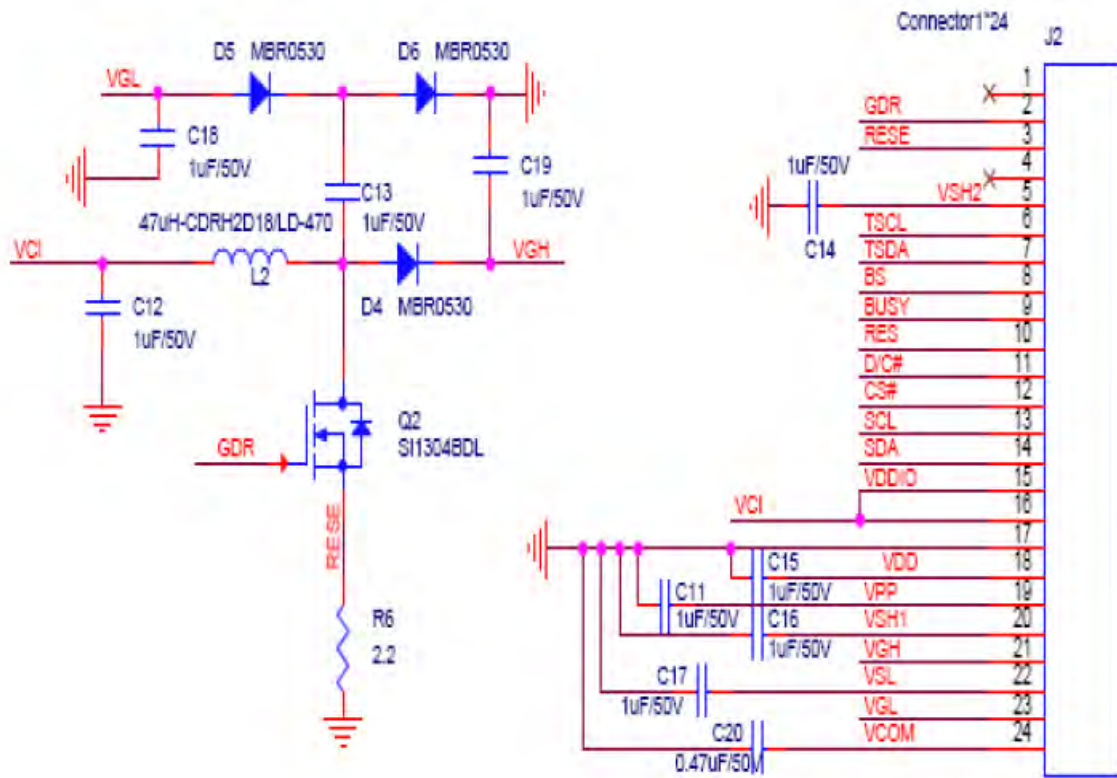 Connector1*24
J2
D5 MBR0530
D6 MBR0530
VGL
C18
1uF/50V
C13
1uF/50V
C19
1uF/50V
47uH-CDRH2D18/LD-470
VCI
L2
VGH
C12
1uF/50V
D4 MBR0530
Q2
SI1304BDL
GDR
RESE
R6
2.2
1
GDR
2
RESE
3
4
1uF/50V
C14
VSH2
5
TSCL
6
TSDA
7
BS
8
BUSY
9
RES
10
D/C#
11
CS#
12
SCL
13
SDA
14
VDDIO
15
VCI
16
17
C15
1uF/50V
VDD
18
C11
1uF/50V
VPP
19
C16
1uF/50V
VSH1
20
VGH
21
C17
1uF/50V
VSL
22
VGL
23
C20
0.47uF/50V
VCOM
24